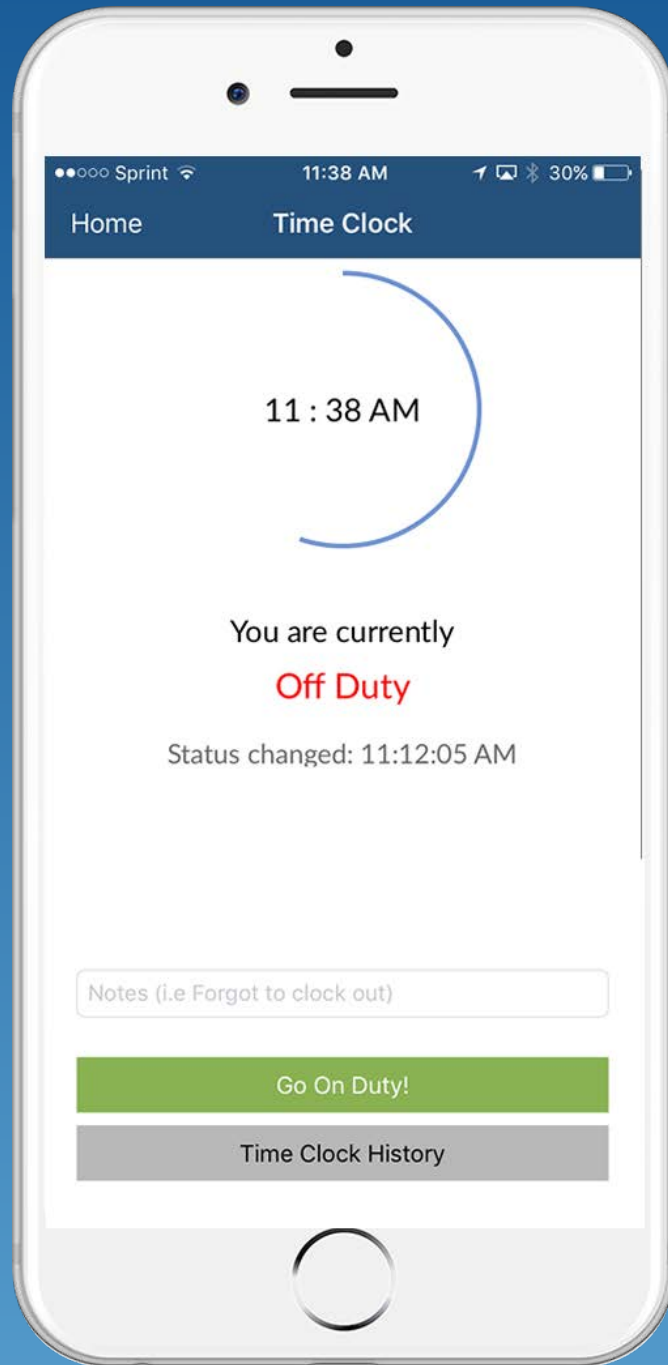 Sprint 11:38 AM 30%
Home Time Clock
11 : 38 AM
You are currently
Off Duty
Status changed: 11:12:05 AM
Notes (i.e Forgot to clock out)
Go On Duty!
Time Clock History